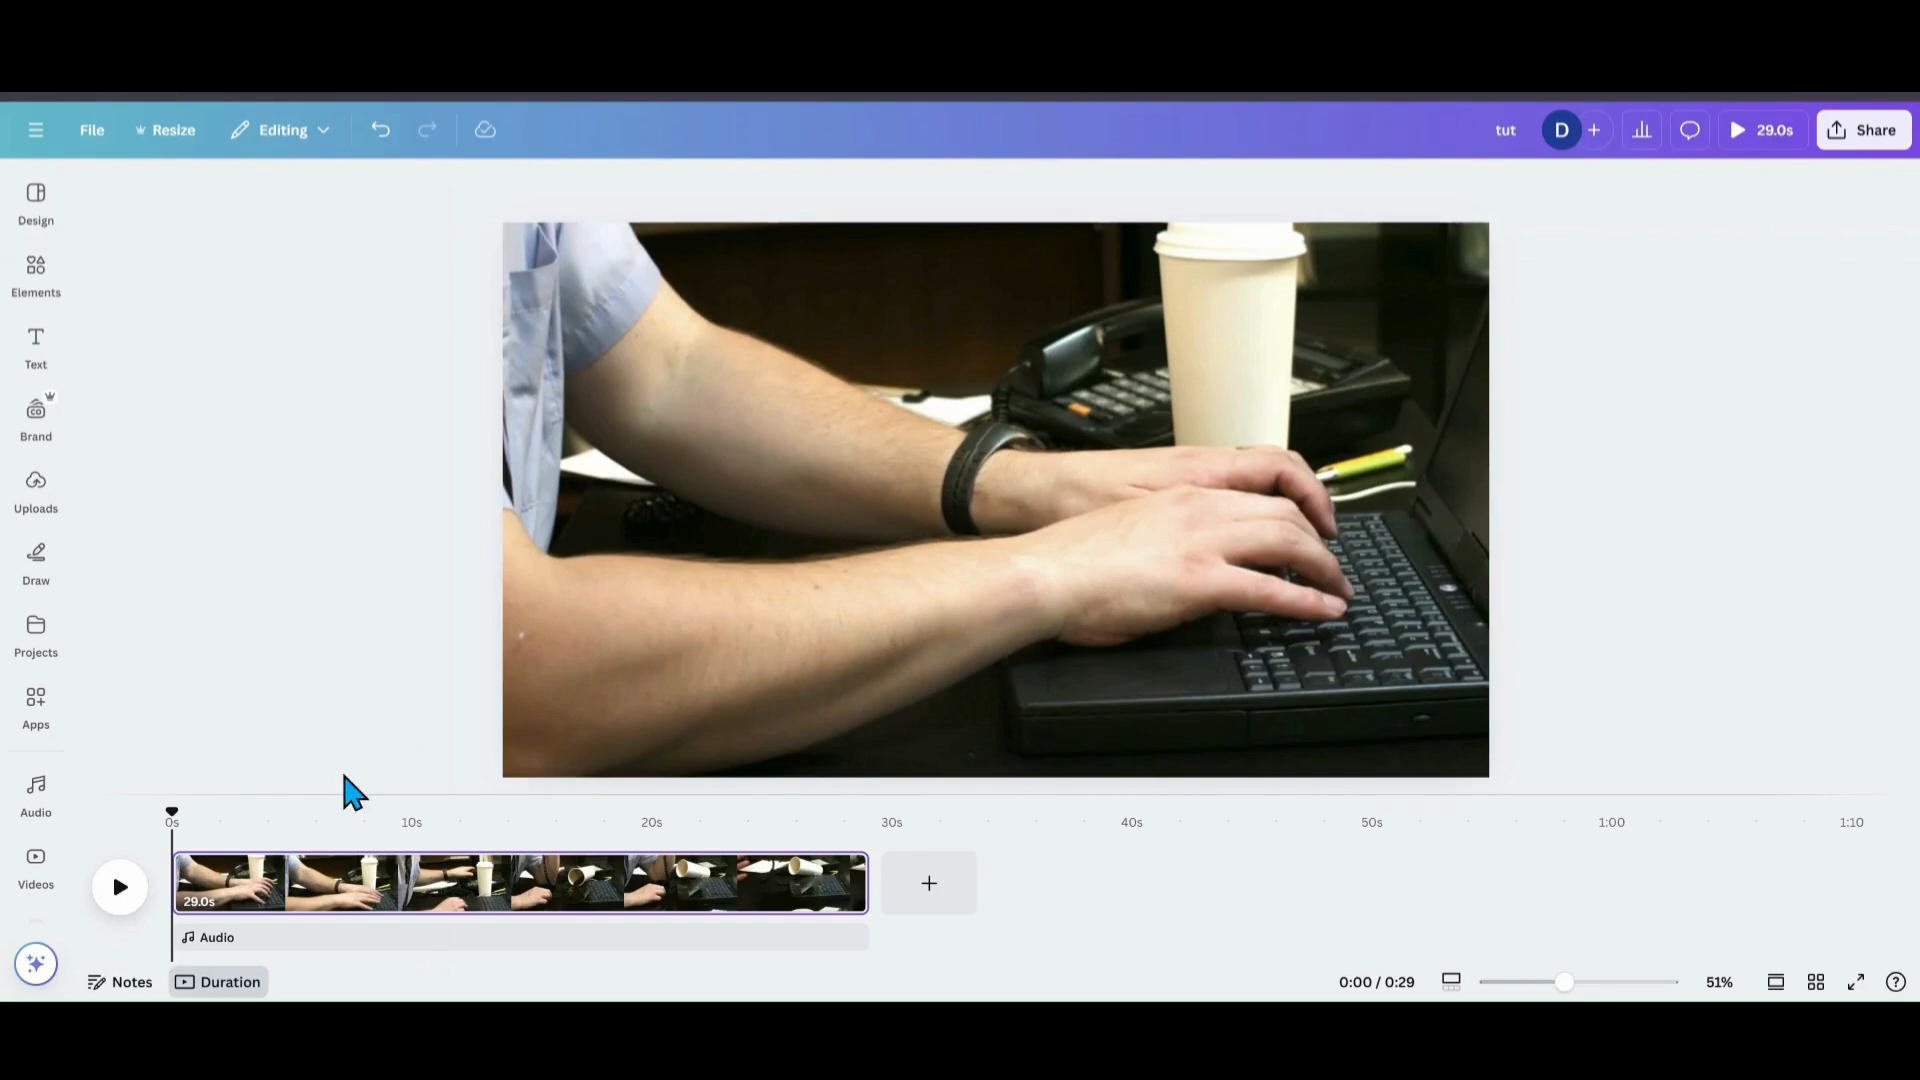 File
Resize
Editing
tut
D
29.0s
Share
Design
Elements
Text
CO
Brand
Uploads
Draw
Projects
Apps
Audio
Videos
0s
10s
20s
30s
40s
50s
1:00
1:10
29.0s
Audio
Notes
Duration
0:00 / 0:29
51%